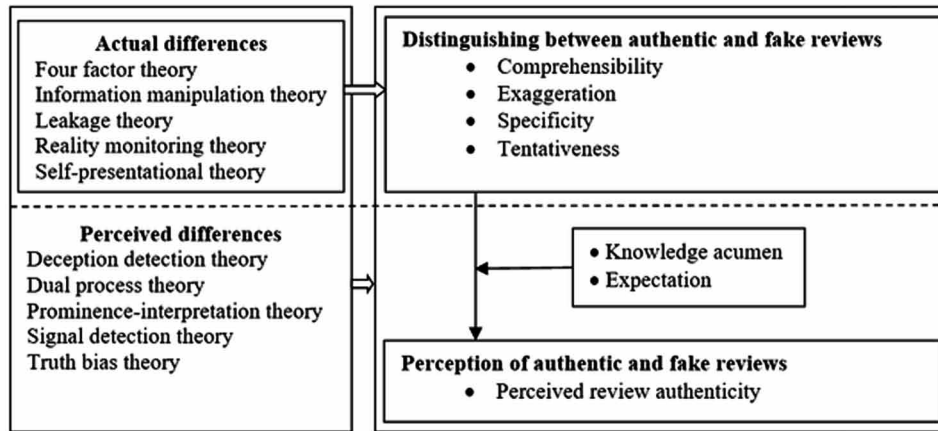 Actual differences
Four factor theory
Information manipulation theory
Leakage theory
Reality monitoring theory
Self-presentational theory
Distinguishing between authentic and fake reviews
• Comprehensibility
• Exaggeration
• Specificity
• Tentativeness
Perceived differences
Deception detection theory
Dual process theory
Prominence-interpretation theory
Signal detection theory
Truth bias theory
• Knowledge acumen
• Expectation
Perception of authentic and fake reviews
• Perceived review authenticity